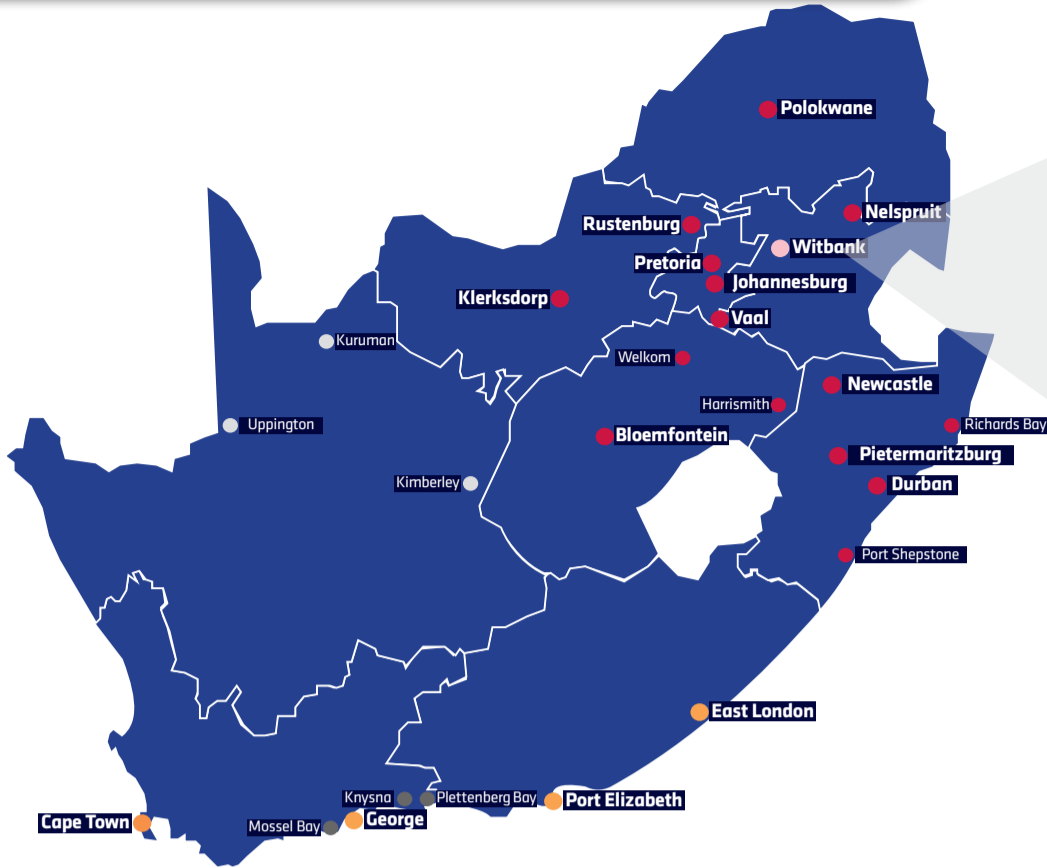 Polokwane
Nelspruit
Rustenburg
Witbank
Pretoria
Johannesburg
Klerksdorp
Vaal
Kuruman
Welkom
Newcastle
Harrismith
Uppington
Richards Bay
Bloemfontein
Pietermaritzburg
Kimberley
Durban
Port Shepstone
East London
Knysna
Plettenberg Bay
Port Elizabeth
Cape Town
Mossel Bay
George